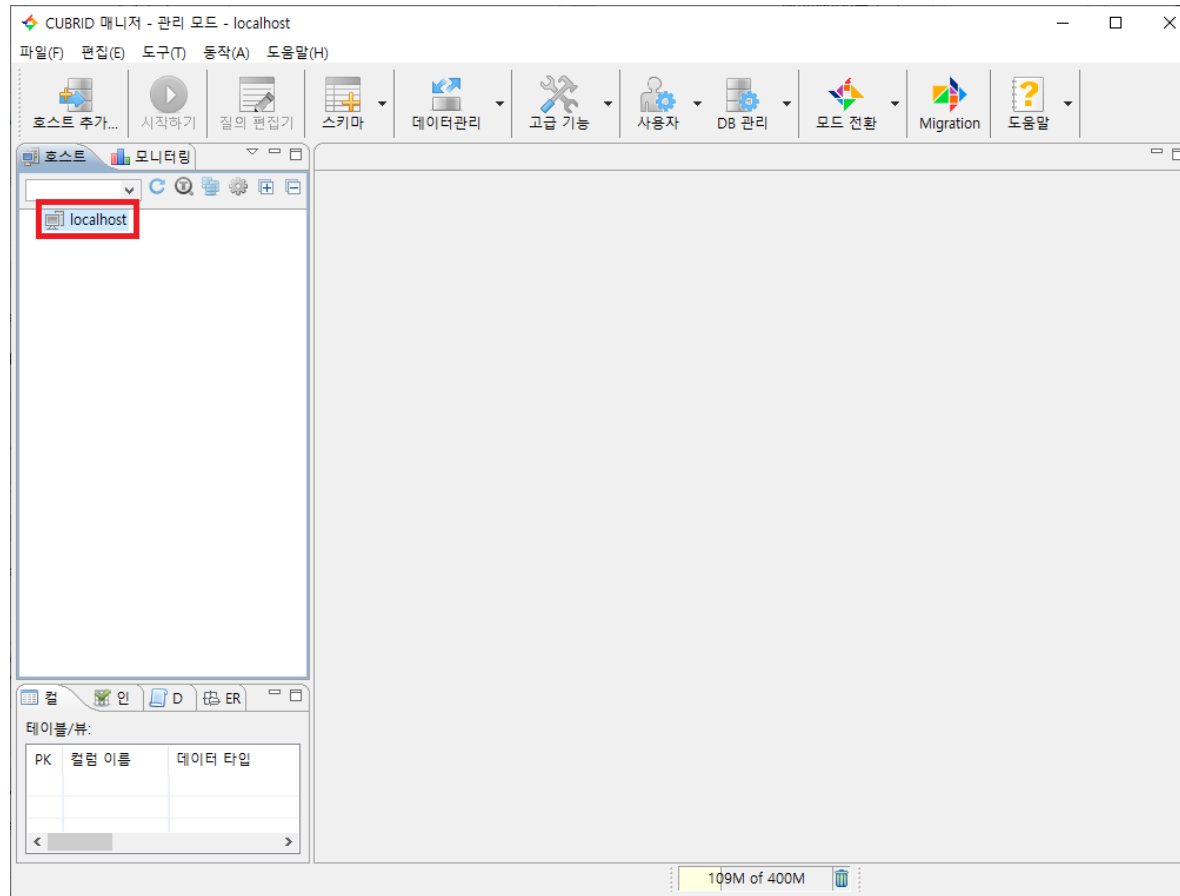 CUBRID 매니저 - 관리 모드 - localhost
파일(F) 편집(E) 도구(T) 동작(A) 도움말(H)
호스트 추가... 시작하기 질의 편집기 스키마 데이터관리 고급 기능 사용자 DB 관리 모드 전환 Migration 도움말
호스트 모니터링
localhost
컬 인 D ER
테이블/뷰:
PK 컬럼 이름 데이터 타입
109M of 400M